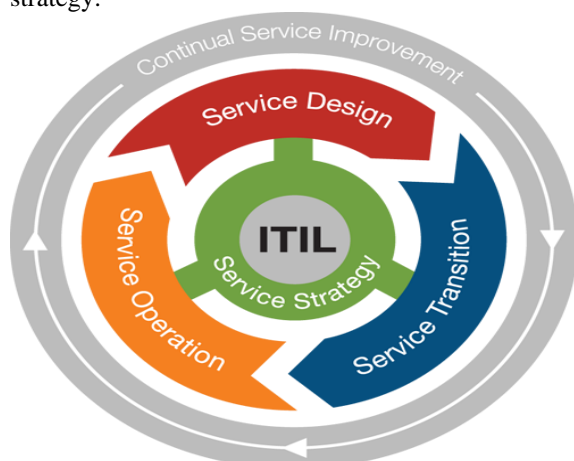 strategy.
Continual Service Improvement
Service Design
ITIL
Service Strategy
Service Operation
Service Transition